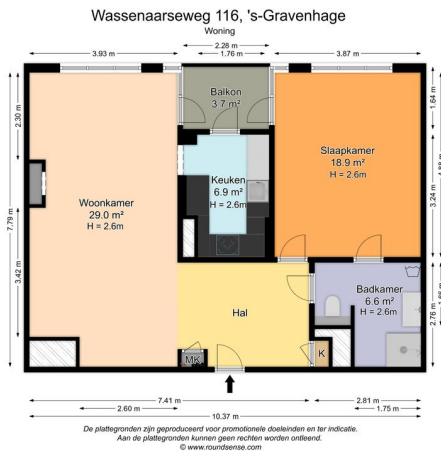 Wassenaarseweg 116, 's-Gravenhage
Woning
2.28 m
3.93 m
1.76 m
3.87 m
Balkon
3.7 m²
2.30 m
1.64 m
Slaapkamer
18.9 m²
H = 2.6m
Keuken
6.9 m²
H = 2.6m
Woonkamer
29.0 m²
H = 2.6m
7.79 m
3.24 m
4.88 m
3.42 m
Hal
Badkamer
6.6 m²
H = 2.6m
1.66 m
2.76 m
MK
K
7.41 m
2.81 m
2.60 m
1.75 m
10.37 m
De plattegronden zijn geproduceerd voor promotionele doeleinden en ter indicatie.
Aan de plattegronden kunnen geen rechten worden ontleend.
© www.roundsense.com